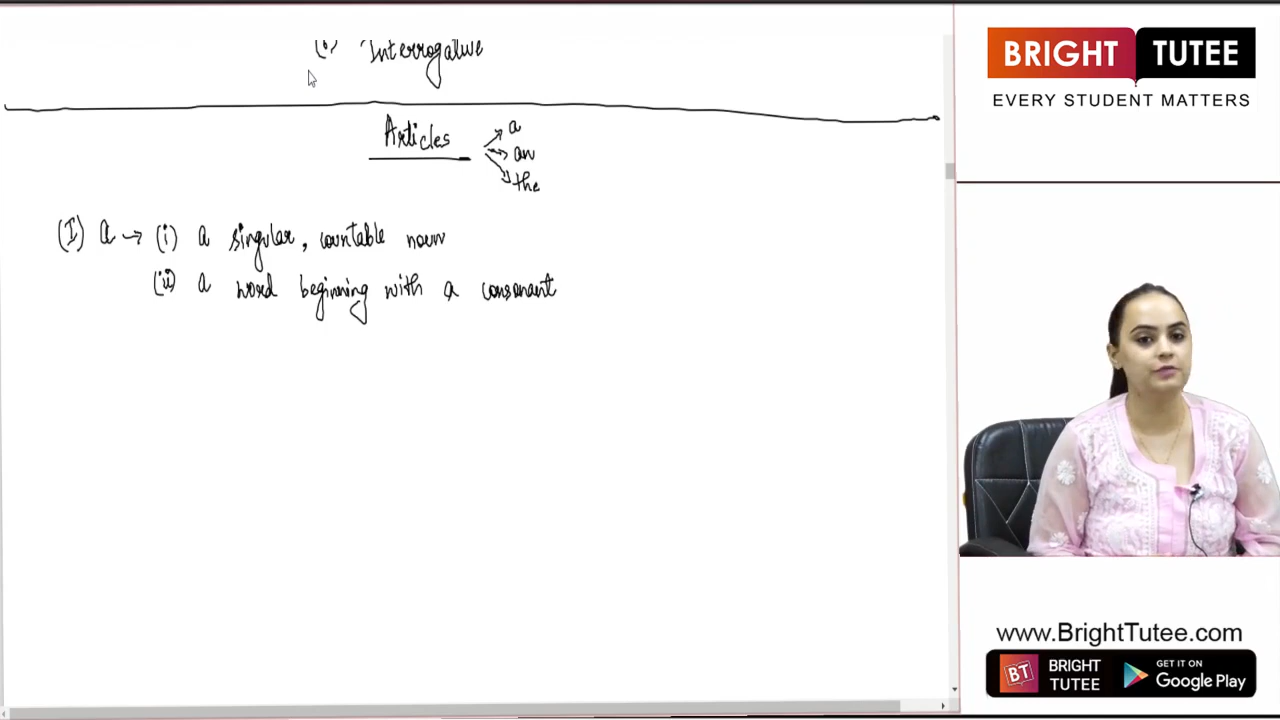 (6) Interrogative
Articles
a
an
the
(I) a → (i) a singular, countable noun
(ii) a word beginning with a consonant
BRIGHT TUTEE
EVERY STUDENT MATTERS
www.BrightTutee.com
BT BRIGHT TUTEE
GET IT ON
Google Play